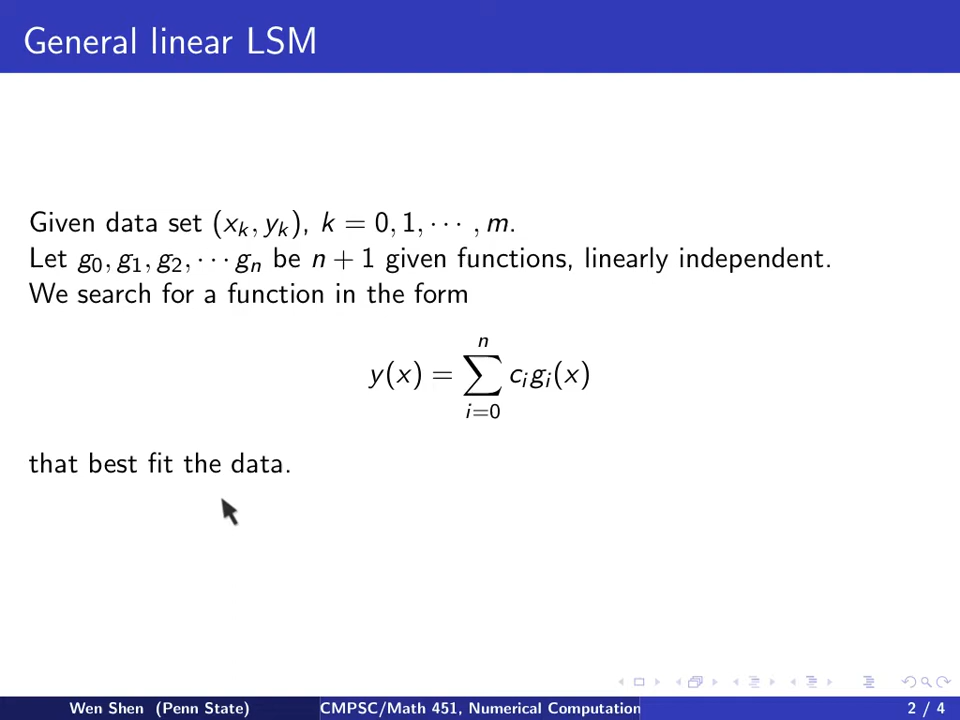 General linear LSM
Given data set (x_k, y_k), k = 0, 1, ⋯ , m.
Let g_0, g_1, g_2, ⋯ g_n be n + 1 given functions, linearly independent.
We search for a function in the form
y(x) = ∑_{i=0}^{n} c_i g_i(x)
that best fit the data.
Wen Shen (Penn State) CMPSC/Math 451, Numerical Computation 2 / 4